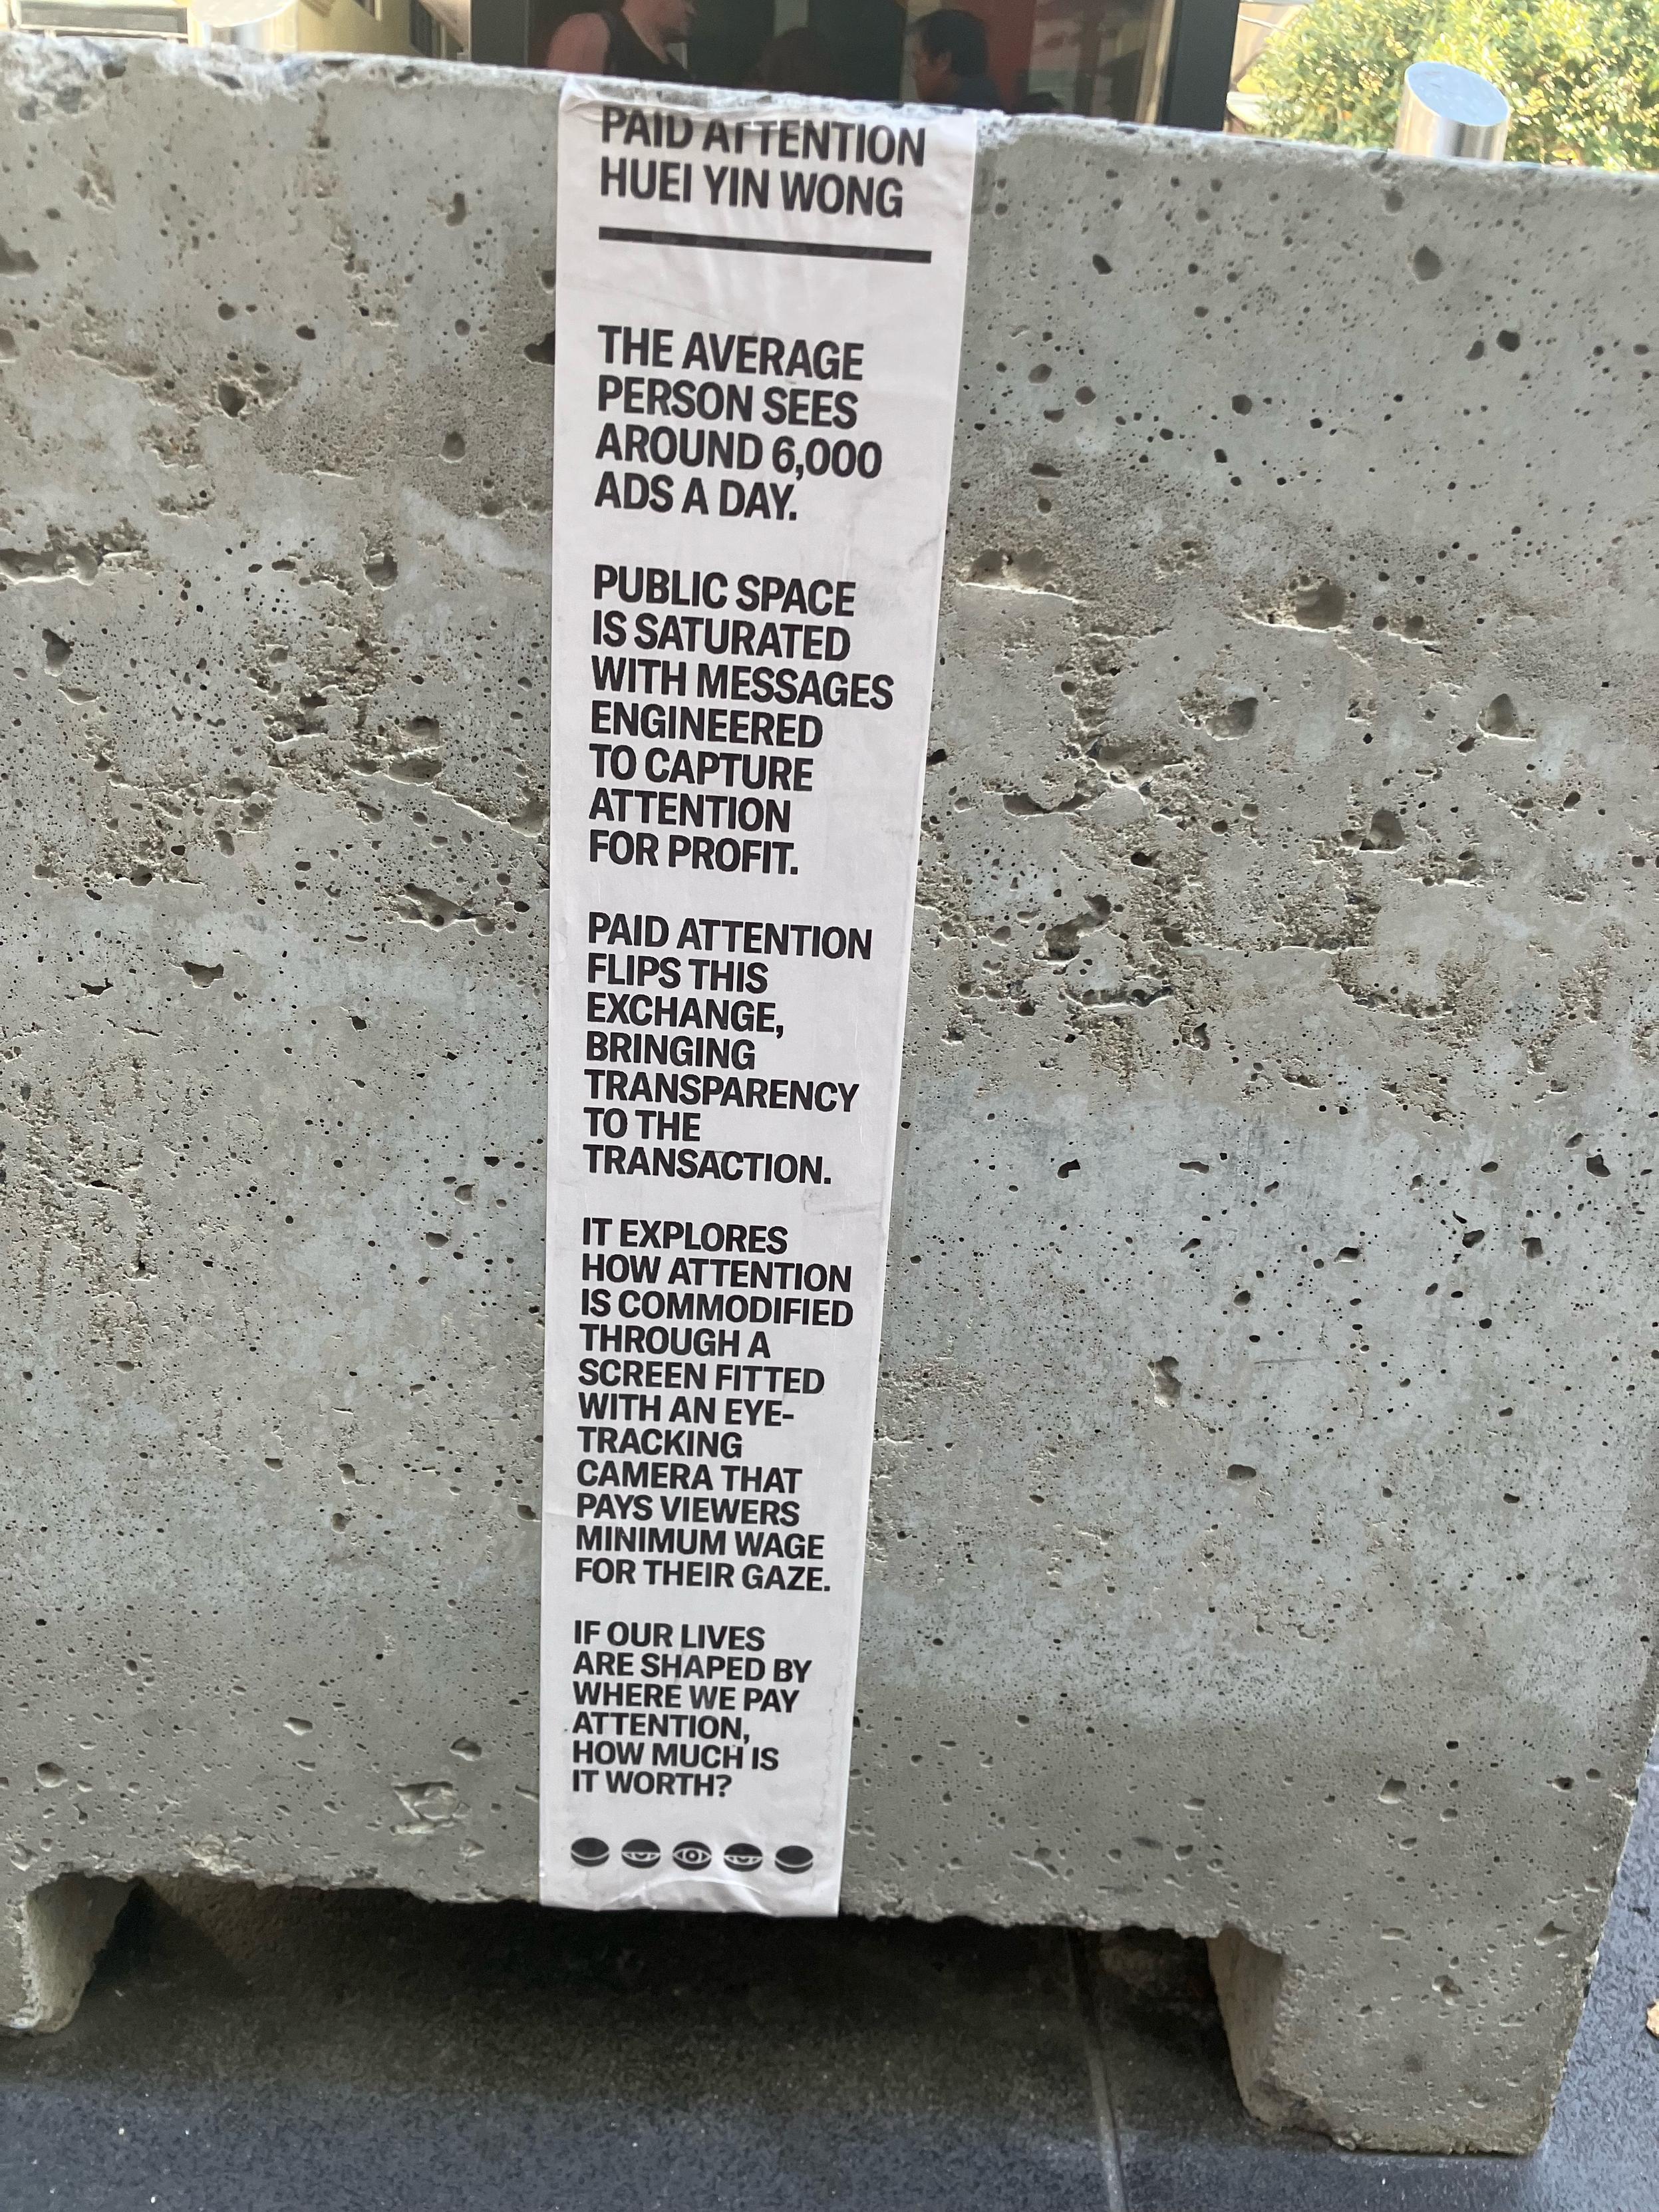 PAID ATTENTION
HUEI YIN WONG
THE AVERAGE
PERSON SEES
AROUND 6,000
ADS A DAY.
PUBLIC SPACE
IS SATURATED
WITH MESSAGES
ENGINEERED
TO CAPTURE
ATTENTION
FOR PROFIT.
PAID ATTENTION
FLIPS THIS
EXCHANGE,
BRINGING
TRANSPARENCY
TO THE
TRANSACTION.
IT EXPLORES
HOW ATTENTION
IS COMMODIFIED
THROUGH A
SCREEN FITTED
WITH AN EYE-
TRACKING
CAMERA THAT
PAYS VIEWERS
MINIMUM WAGE
FOR THEIR GAZE.
IF OUR LIVES
ARE SHAPED BY
WHERE WE PAY
ATTENTION,
HOW MUCH IS
IT WORTH?